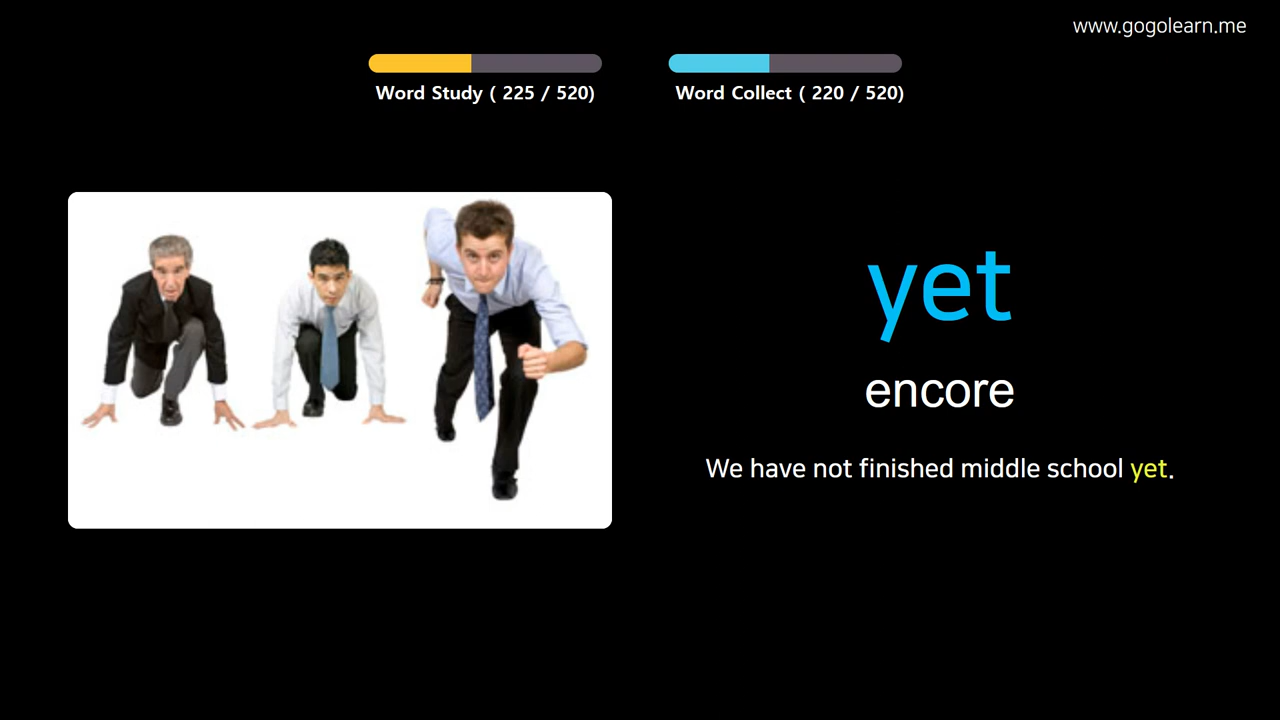 www.gogolearn.me
Word Study ( 225 / 520)
Word Collect ( 220 / 520)
yet
encore
We have not finished middle school yet.